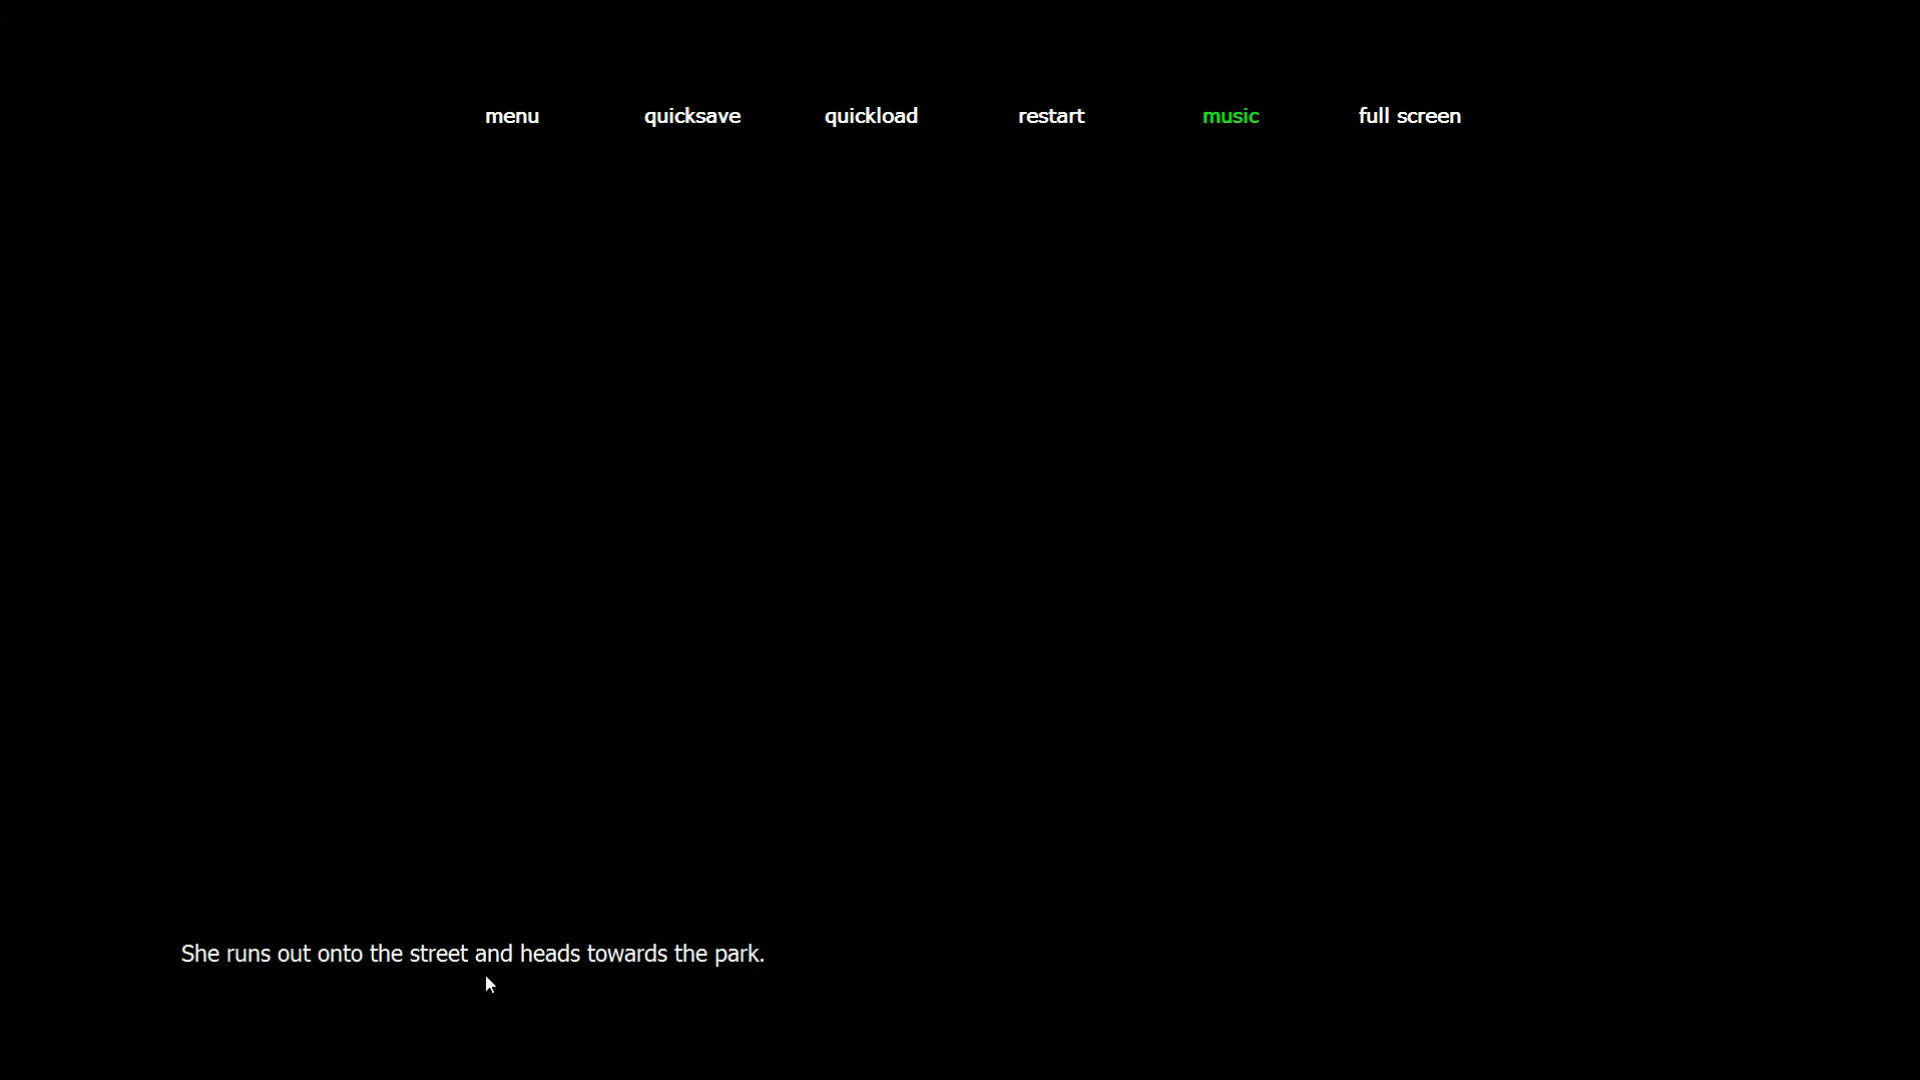 menu quicksave quickload restart music full screen
She runs out onto the street and heads towards the park.